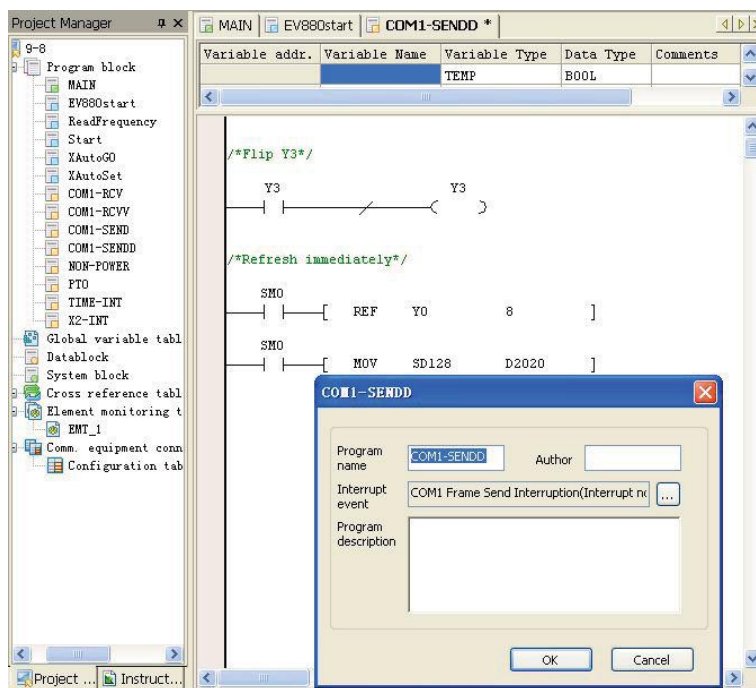 Project Manager
MAIN
EV880start
COM1-SENDD *
9-8
Program block
MAIN
EV880start
ReadFrequency
Start
XAutoGO
XAutoSet
COM1-RCV
COM1-RCVV
COM1-SEND
COM1-SENDD
NON-POWER
PTO
TIME-INT
X2-INT
Global variable tabl
Datablock
System block
Cross reference tabl
Element monitoring t
EMT_1
Comm. equipment conn
Configuration tab
Project ...
Instruct...
Variable addr. Variable Name Variable Type Data Type Comments
TEMP BOOL
/*Flip Y3*/
Y3 Y3
/*Refresh immediately*/
SM0
[ REF Y0 8 ]
SM0
[ MOV SD128 D2020 ]
COM1-SENDD
Program name COM1-SENDD Author
Interrupt event COM1 Frame Send Interruption(Interrupt no ...
Program description
OK Cancel